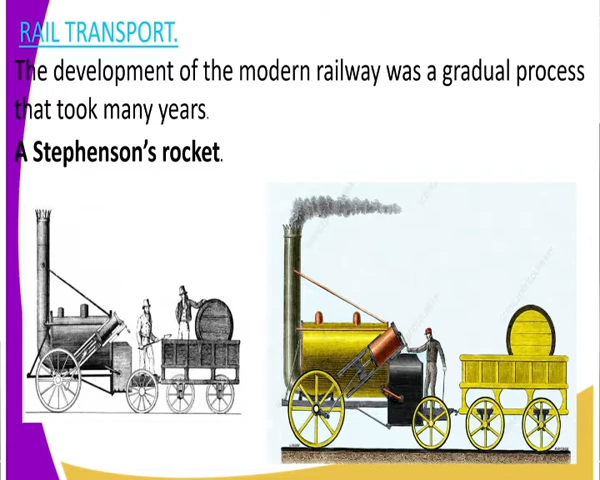 RAIL TRANSPORT.
The development of the modern railway was a gradual process
that took many years.
A Stephenson's rocket.